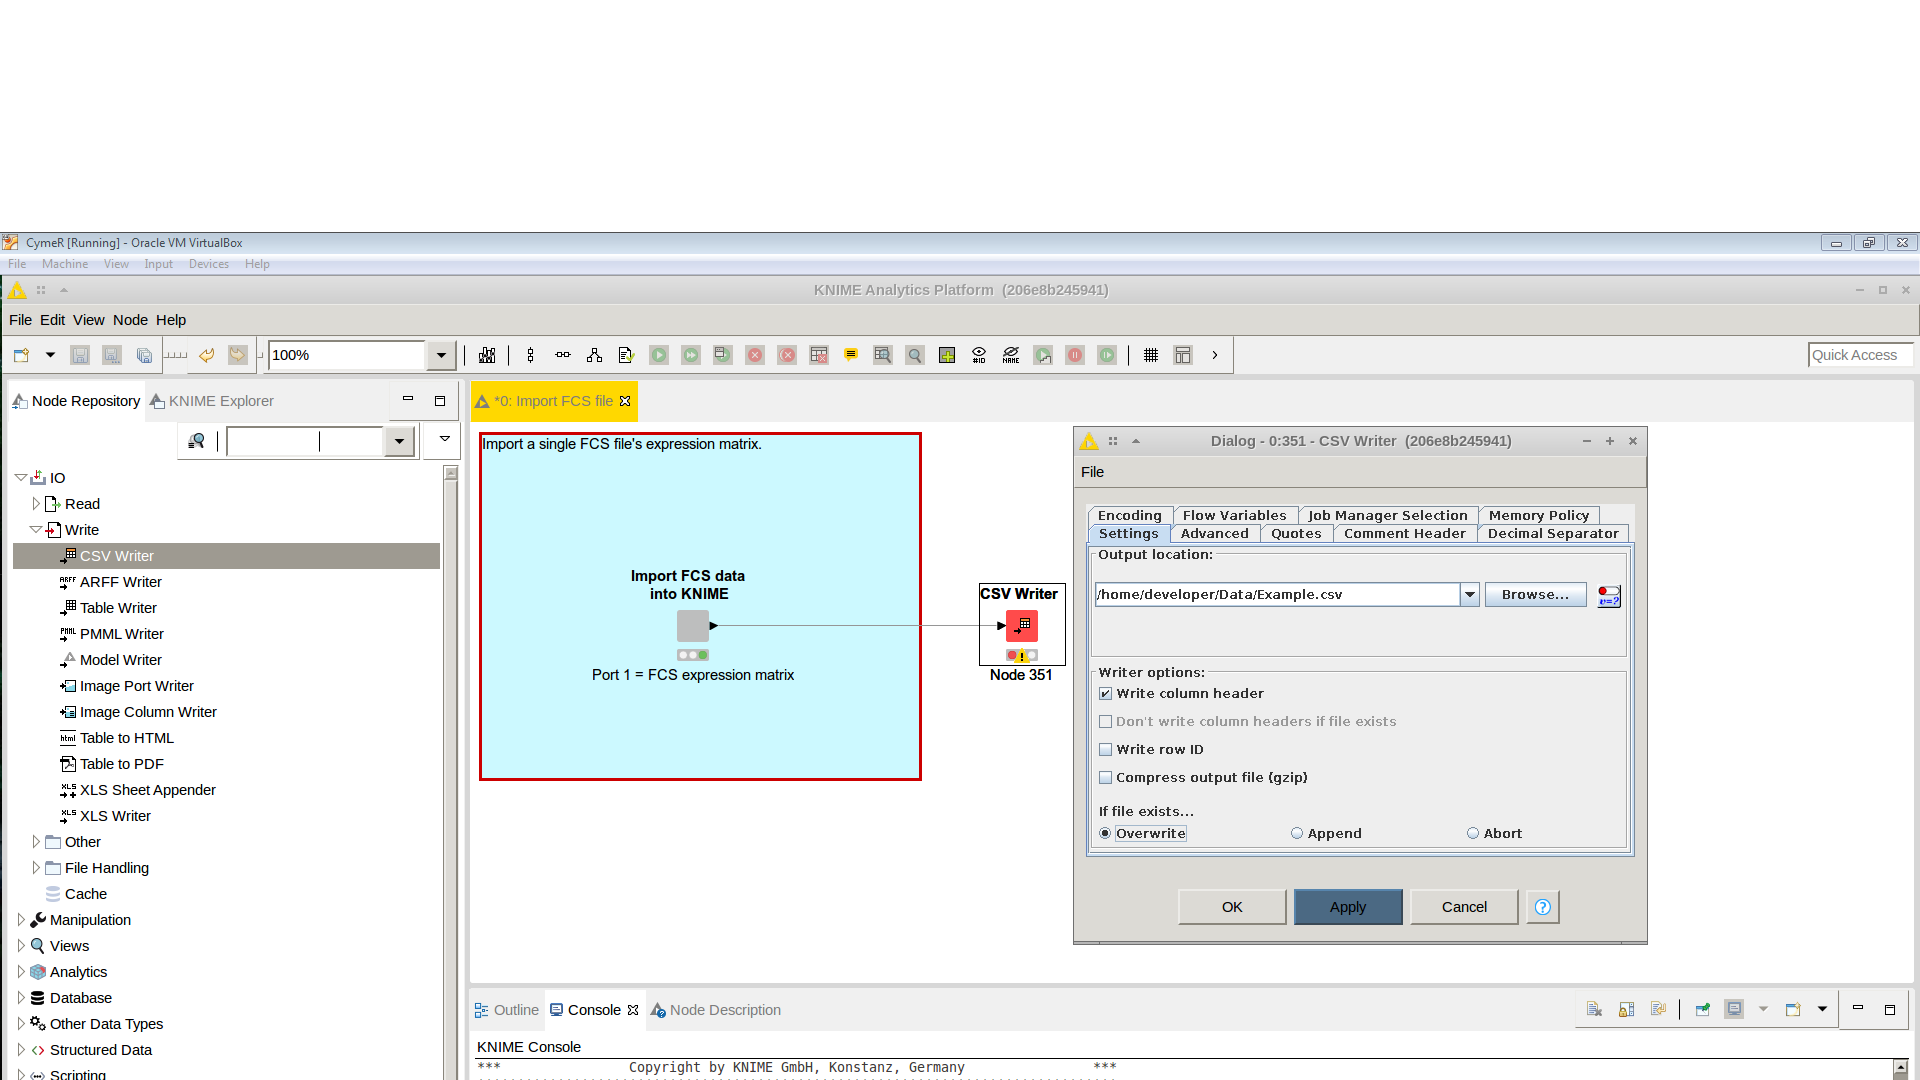 CymeR [Running] - Oracle VM VirtualBox
File Machine View Input Devices Help
KNIME Analytics Platform (206e8b245941)
File Edit View Node Help
100%
Quick Access
Node Repository
KNIME Explorer
*0: Import FCS file
IO
Read
Write
CSV Writer
ARFF Writer
Table Writer
PMML Writer
Model Writer
Image Port Writer
Image Column Writer
Table to HTML
Table to PDF
XLS Sheet Appender
XLS Writer
Other
File Handling
Cache
Manipulation
Views
Analytics
Database
Other Data Types
Structured Data
Scripting
Import a single FCS file's expression matrix.
Import FCS data
into KNIME
Port 1 = FCS expression matrix
CSV Writer
Node 351
Dialog - 0:351 - CSV Writer (206e8b245941)
File
Encoding Flow Variables Job Manager Selection Memory Policy
Settings Advanced Quotes Comment Header Decimal Separator
Output location:
/home/developer/Data/Example.csv
Browse...
Writer options:
Write column header
Don't write column headers if file exists
Write row ID
Compress output file (gzip)
If file exists...
Overwrite Append Abort
OK Apply Cancel
Outline Console Node Description
KNIME Console
*** Copyright by KNIME GmbH, Konstanz, Germany ***